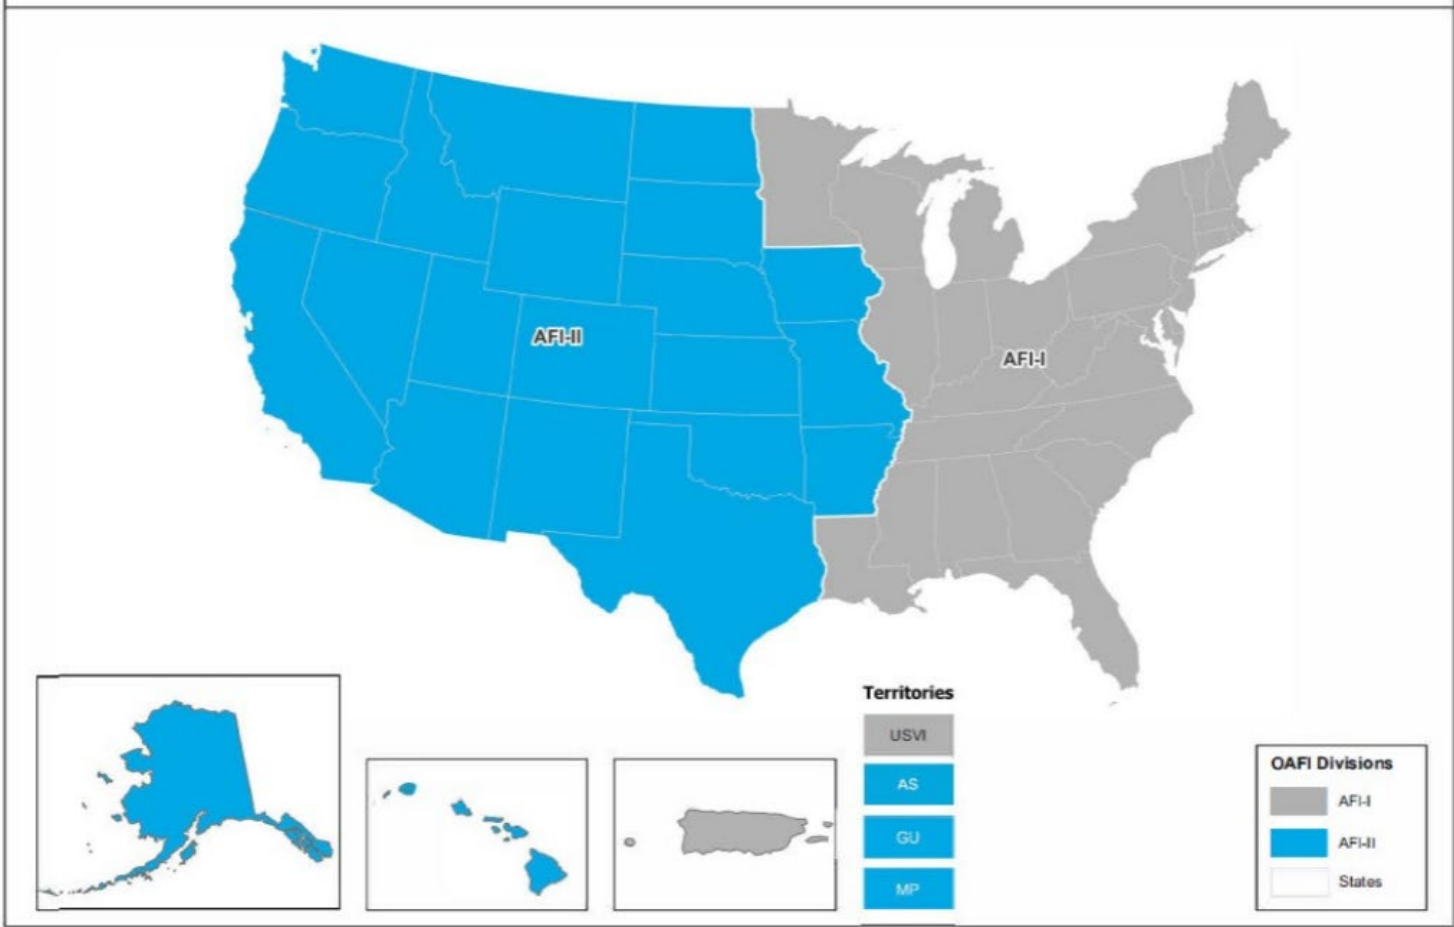 AFI-II
AFI-I
Territories
USVI
AS
GU
MP
OAFI Divisions
AFI-I
AFI-II
States